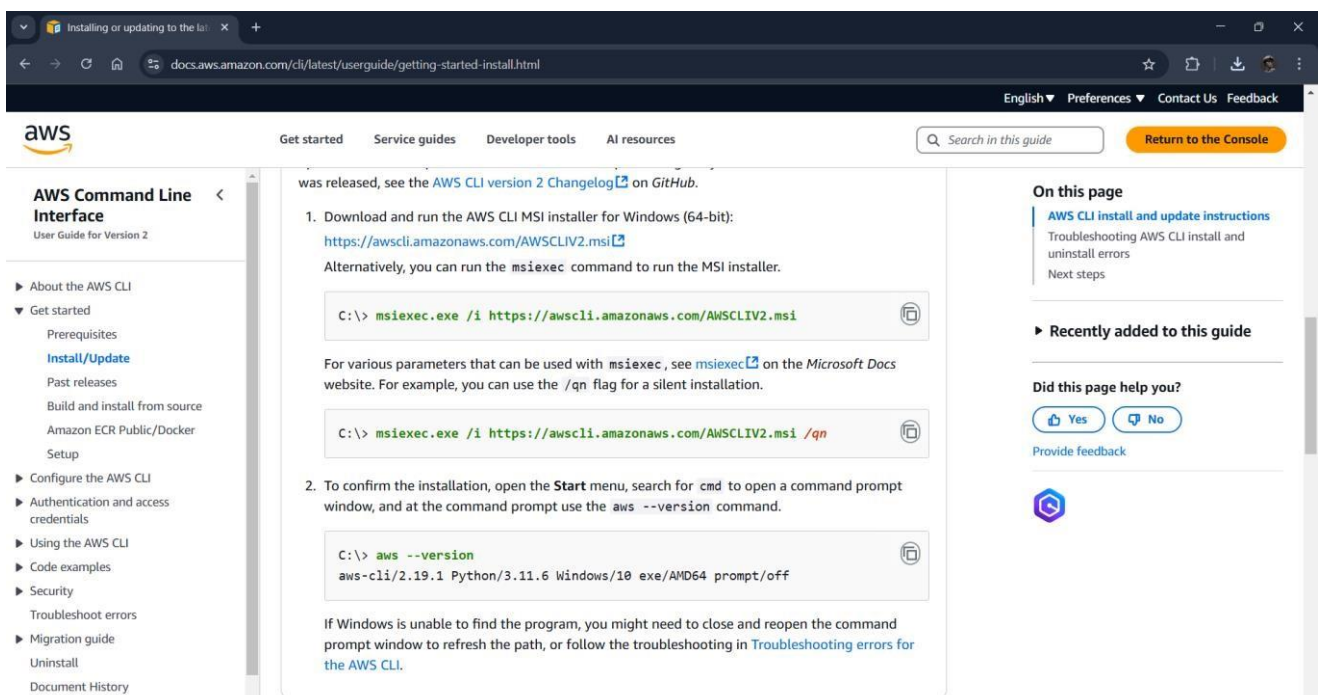 Installing or updating to the lat
docs.aws.amazon.com/cli/latest/userguide/getting-started-install.html
English Preferences Contact Us Feedback
aws
Get started Service guides Developer tools AI resources
Search in this guide
Return to the Console
AWS Command Line
Interface
User Guide for Version 2
About the AWS CLI
Get started
Prerequisites
Install/Update
Past releases
Build and install from source
Amazon ECR Public/Docker
Setup
Configure the AWS CLI
Authentication and access
credentials
Using the AWS CLI
Code examples
Security
Troubleshoot errors
Migration guide
Uninstall
Document History
was released, see the AWS CLI version 2 Changelog on GitHub.
1. Download and run the AWS CLI MSI installer for Windows (64-bit):
https://awscli.amazonaws.com/AWSCLIV2.msi
Alternatively, you can run the msiexec command to run the MSI installer.
C:\> msiexec.exe /i https://awscli.amazonaws.com/AWSCLIV2.msi
For various parameters that can be used with msiexec, see msiexec on the Microsoft Docs
website. For example, you can use the /qn flag for a silent installation.
C:\> msiexec.exe /i https://awscli.amazonaws.com/AWSCLIV2.msi /qn
2. To confirm the installation, open the Start menu, search for cmd to open a command prompt
window, and at the command prompt use the aws --version command.
C:\> aws --version
aws-cli/2.19.1 Python/3.11.6 Windows/10 exe/AMD64 prompt/off
If Windows is unable to find the program, you might need to close and reopen the command
prompt window to refresh the path, or follow the troubleshooting in Troubleshooting errors for
the AWS CLI.
On this page
AWS CLI install and update instructions
Troubleshooting AWS CLI install and
uninstall errors
Next steps
Recently added to this guide
Did this page help you?
Yes No
Provide feedback